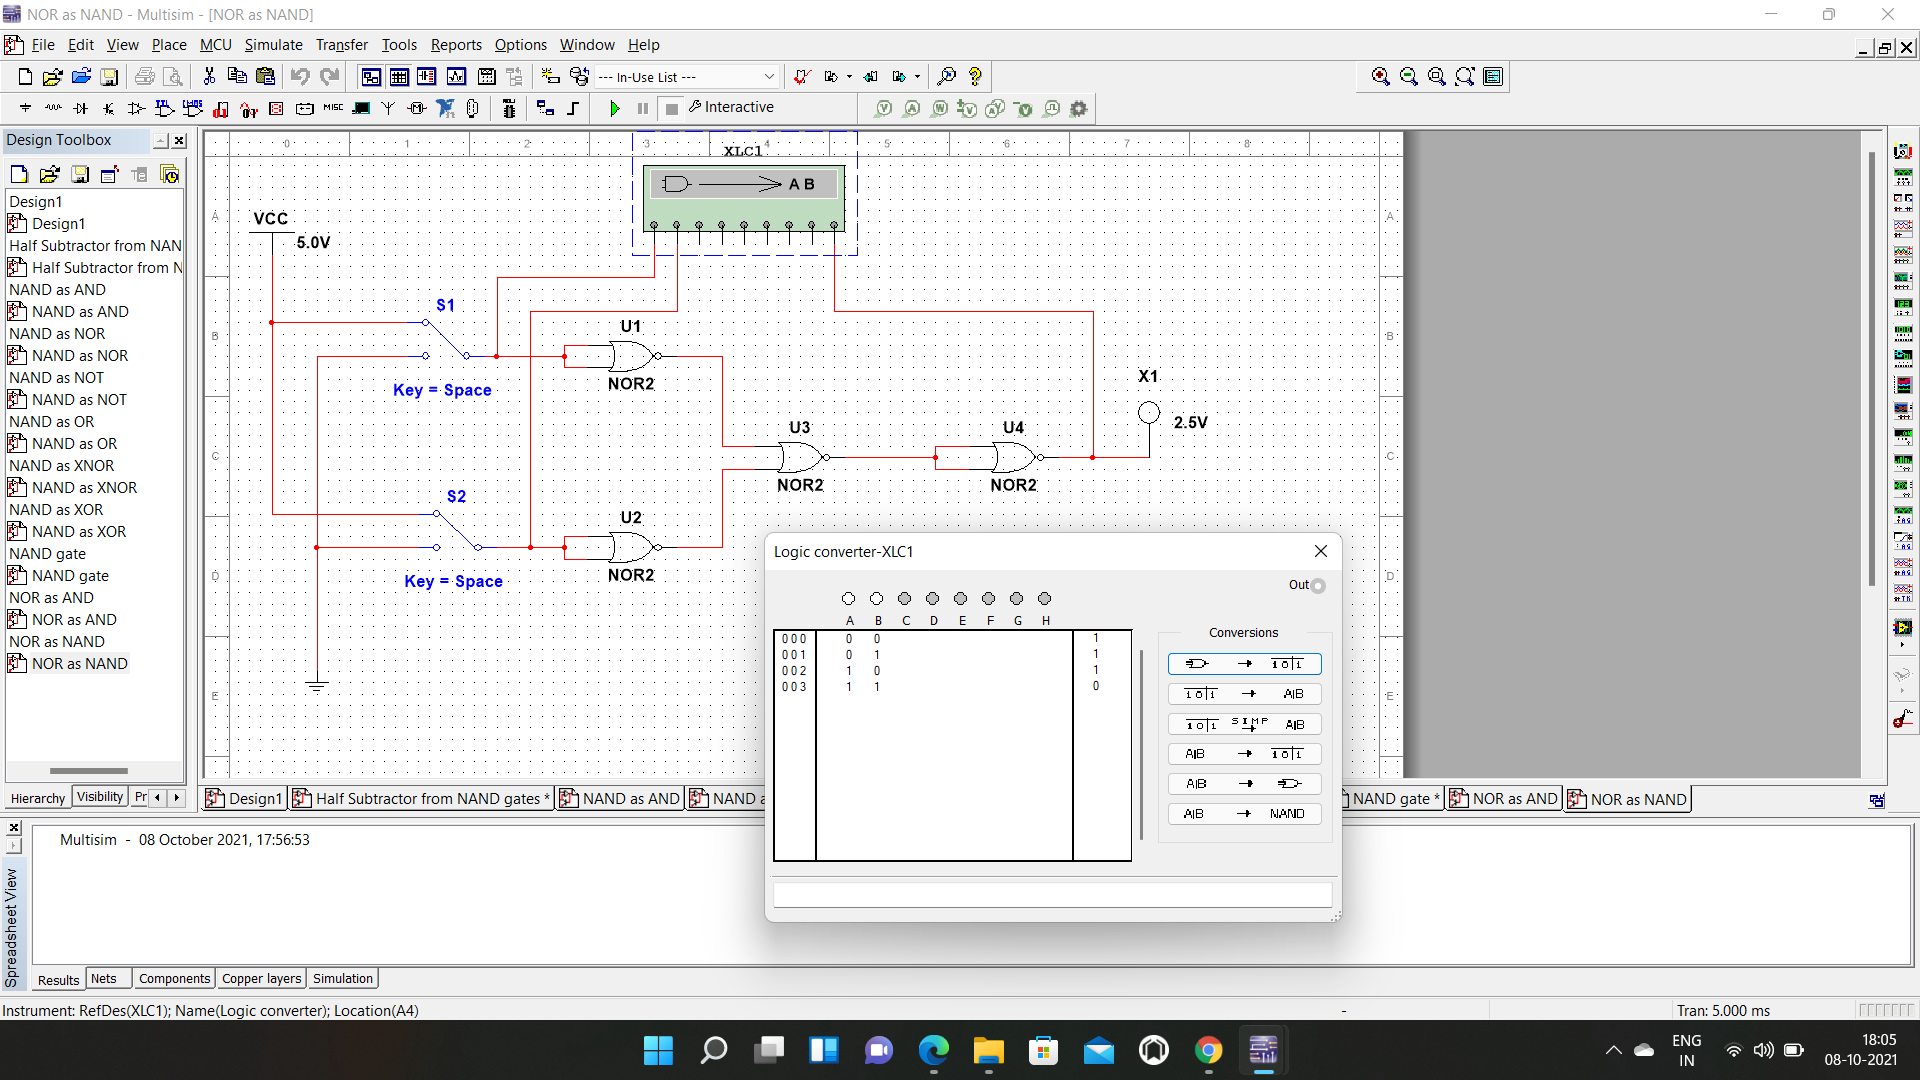 NOR as NAND - Multisim - [NOR as NAND]
File Edit View Place MCU Simulate Transfer Tools Reports Options Window Help
--- In-Use List ---
MISC
Interactive
Design Toolbox
Design1
Design1
Half Subtractor from NAN
Half Subtractor from N
NAND as AND
NAND as AND
NAND as NOR
NAND as NOR
NAND as NOT
NAND as NOT
NAND as OR
NAND as OR
NAND as XNOR
NAND as XNOR
NAND as XOR
NAND as XOR
NAND gate
NAND gate
NOR as AND
NOR as AND
NOR as NAND
NOR as NAND
Hierarchy Visibility Pr
0 1 2 3 4 5 6 7 8
A A
B B
C C
D D
E E
XLC1
A B
VCC
5.0V
S1
Key = Space
U1
NOR2
S2
Key = Space
U2
NOR2
U3
NOR2
U4
NOR2
X1
2.5V
Logic converter-XLC1
Out
A B C D E F G H
000 0 0 1
001 0 1 1
002 1 0 1
003 1 1 0
Conversions
→ 1 0|1
1 0|1 → A|B
1 0|1 SIMP → A|B
A|B → 1 0|1
A|B →
A|B → NAND
Design1 Half Subtractor from NAND gates * NAND as AND NAND a NAND gate * NOR as AND NOR as NAND
Multisim - 08 October 2021, 17:56:53
Spreadsheet View
Results Nets Components Copper layers Simulation
Instrument: RefDes(XLC1); Name(Logic converter); Location(A4) - Tran: 5.000 ms
ENG
IN
18:05
08-10-2021